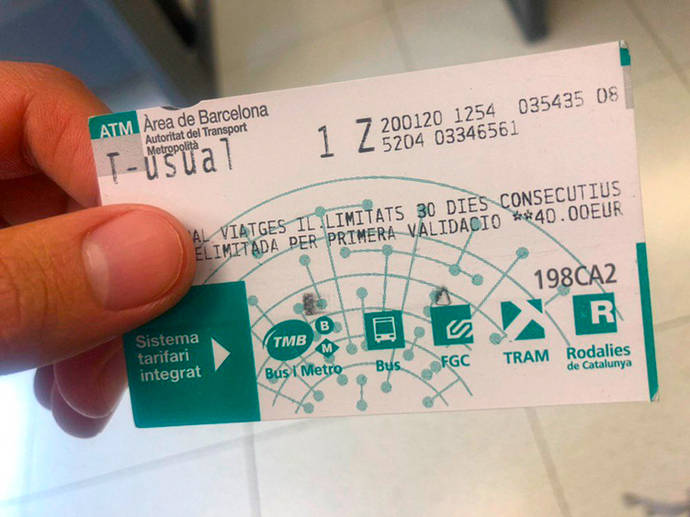 ATM Àrea de Barcelona
Autoritat del Transport
Metropolità
T-usual 1 Z 200120 1254 035435 08
5204 03346561
AL VIATGES IL.LIMITATS 30 DIES CONSECUTIUS
ELIMITADA PER PRIMERA VALIDACIO **40.00EUR
198CA2
Sistema
tarifari
integrat
TMB B M
R
Bus i Metro Bus FGC TRAM Rodalies
de Catalunya